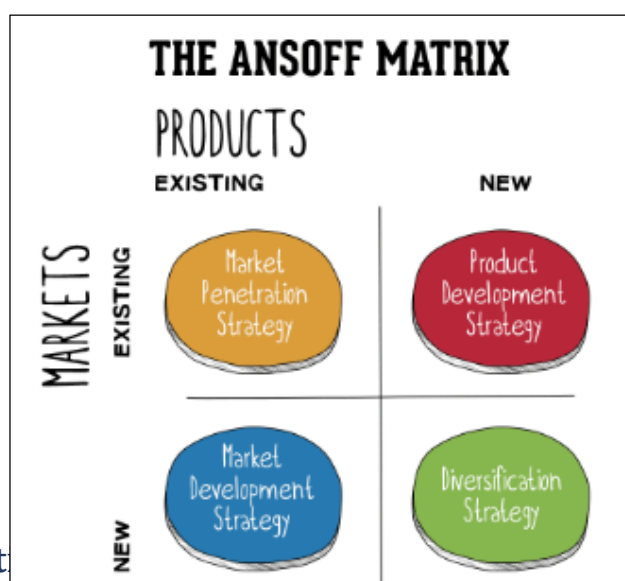 THE ANSOFF MATRIX
PRODUCTS
EXISTING NEW
MARKETS
EXISTING
Market
Penetration
Strategy
Product
Development
Strategy
NEW
Market
Development
Strategy
Diversification
Strategy